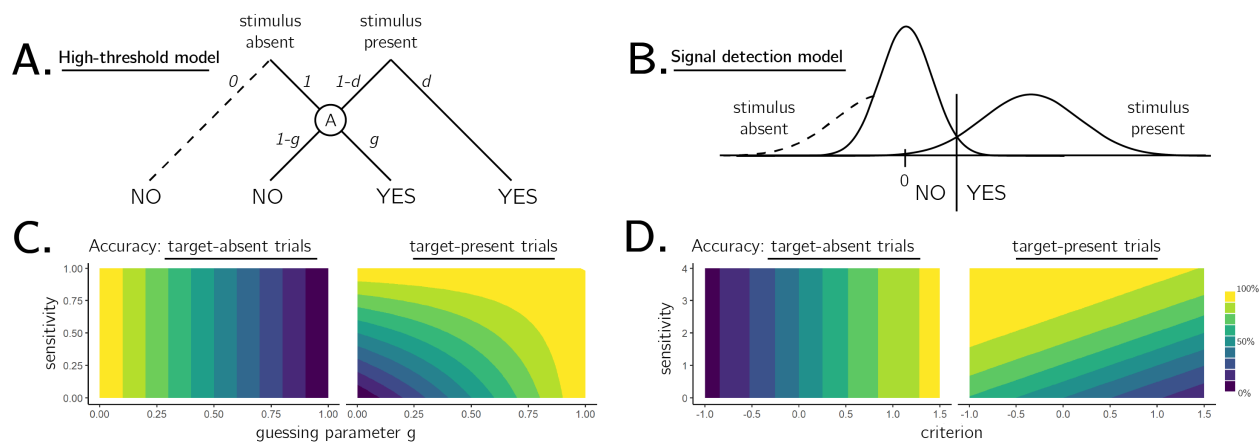 A.
High-threshold model
stimulus
absent
stimulus
present
0
1
1-d
d
A
1-g
g
NO
NO
YES
YES
B.
Signal detection model
stimulus
absent
stimulus
present
0
NO
YES
C.
Accuracy: target-absent trials
target-present trials
sensitivity
1.00
0.75
0.50
0.25
0.00
0.00 0.25 0.50 0.75 1.00
0.00 0.25 0.50 0.75 1.00
guessing parameter g
D.
Accuracy: target-absent trials
target-present trials
sensitivity
4
3
2
1
0
-1.0 -0.5 0.0 0.5 1.0 1.5
-1.0 -0.5 0.0 0.5 1.0 1.5
criterion
100%
50%
0%